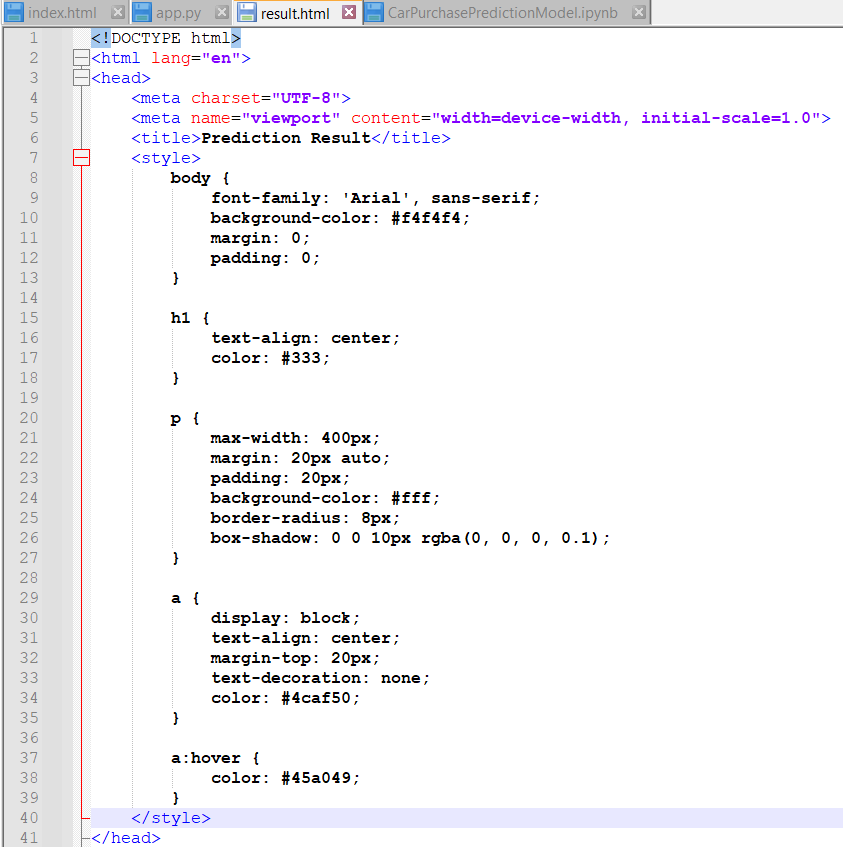 index.html app.py result.html CarPurchasePredictionModel.ipynb
1 <!DOCTYPE html>
2 <html lang="en">
3 <head>
4     <meta charset="UTF-8">
5     <meta name="viewport" content="width=device-width, initial-scale=1.0">
6     <title>Prediction Result</title>
7     <style>
8         body {
9             font-family: 'Arial', sans-serif;
10             background-color: #f4f4f4;
11             margin: 0;
12             padding: 0;
13         }
14
15         h1 {
16             text-align: center;
17             color: #333;
18         }
19
20         p {
21             max-width: 400px;
22             margin: 20px auto;
23             padding: 20px;
24             background-color: #fff;
25             border-radius: 8px;
26             box-shadow: 0 0 10px rgba(0, 0, 0, 0.1);
27         }
28
29         a {
30             display: block;
31             text-align: center;
32             margin-top: 20px;
33             text-decoration: none;
34             color: #4caf50;
35         }
36
37         a:hover {
38             color: #45a049;
39         }
40     </style>
41 </head>